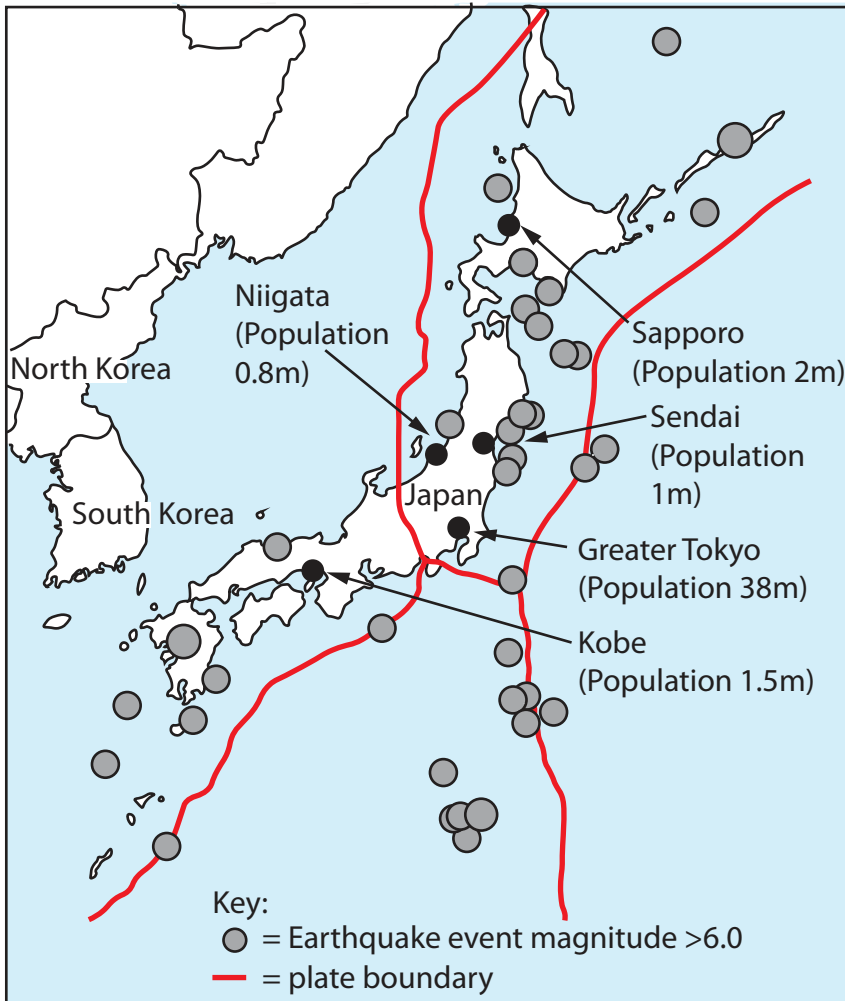 Niigata
(Population
0.8m)
North Korea
Sapporo
(Population 2m)
Sendai
(Population
1m)
Japan
South Korea
Greater Tokyo
(Population 38m)
Kobe
(Population 1.5m)
Key:
= Earthquake event magnitude >6.0
= plate boundary